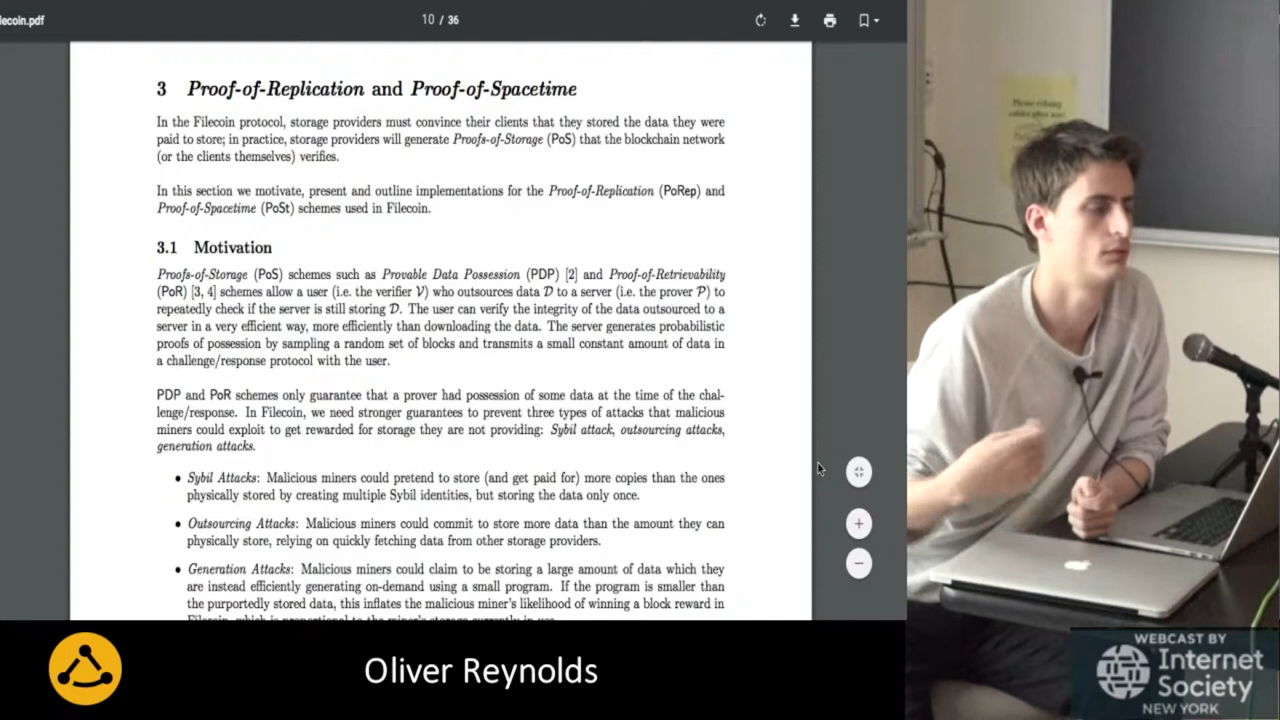 lecoin.pdf
10 / 36
3 Proof-of-Replication and Proof-of-Spacetime
In the Filecoin protocol, storage providers must convince their clients that they stored the data they were
paid to store; in practice, storage providers will generate Proofs-of-Storage (PoS) that the blockchain network
(or the clients themselves) verifies.
In this section we motivate, present and outline implementations for the Proof-of-Replication (PoRep) and
Proof-of-Spacetime (PoSt) schemes used in Filecoin.
3.1 Motivation
Proofs-of-Storage (PoS) schemes such as Provable Data Possession (PDP) [2] and Proof-of-Retrievability
(PoR) [3, 4] schemes allow a user (i.e. the verifier V) who outsources data D to a server (i.e. the prover P) to
repeatedly check if the server is still storing D. The user can verify the integrity of the data outsourced to a
server in a very efficient way, more efficiently than downloading the data. The server generates probabilistic
proofs of possession by sampling a random set of blocks and transmits a small constant amount of data in
a challenge/response protocol with the user.
PDP and PoR schemes only guarantee that a prover had possession of some data at the time of the chal-
lenge/response. In Filecoin, we need stronger guarantees to prevent three types of attacks that malicious
miners could exploit to get rewarded for storage they are not providing: Sybil attack, outsourcing attacks,
generation attacks.
• Sybil Attacks: Malicious miners could pretend to store (and get paid for) more copies than the ones
physically stored by creating multiple Sybil identities, but storing the data only once.
• Outsourcing Attacks: Malicious miners could commit to store more data than the amount they can
physically store, relying on quickly fetching data from other storage providers.
• Generation Attacks: Malicious miners could claim to be storing a large amount of data which they
are instead efficiently generating on-demand using a small program. If the program is smaller than
the purportedly stored data, this inflates the malicious miner's likelihood of winning a block reward in
Filecoin, which is proportional to the miner's storage currently in use.
Please
Oliver Reynolds
WEBCAST BY
Internet
Society
NEW YORK